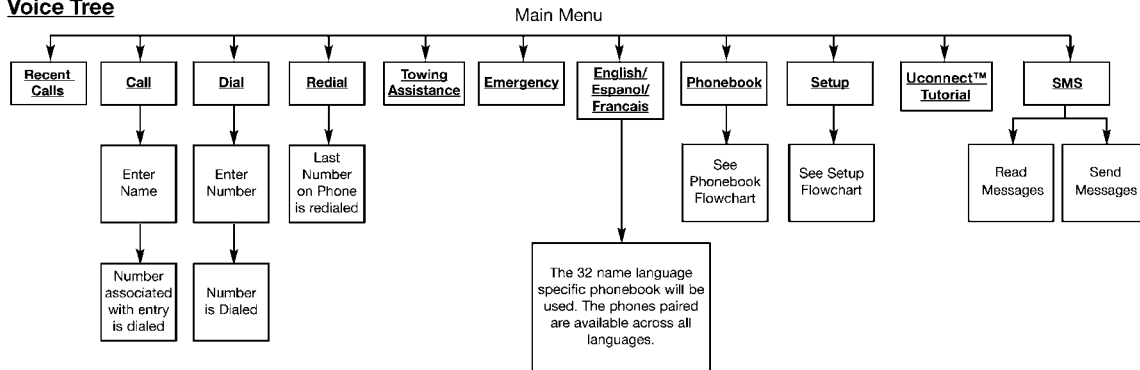 Voice Tree
Main Menu
Recent
Calls
Call
Dial
Redial
Towing
Assistance
Emergency
English/
Espanol/
Francais
Phonebook
Setup
Uconnect™
Tutorial
SMS
Enter
Name
Enter
Number
Last
Number
on Phone
is redialed
See
Phonebook
Flowchart
See Setup
Flowchart
Read
Messages
Send
Messages
Number
associated
with entry
is dialed
Number
is Dialed
The 32 name language
specific phonebook will be
used. The phones paired
are available across all
languages.